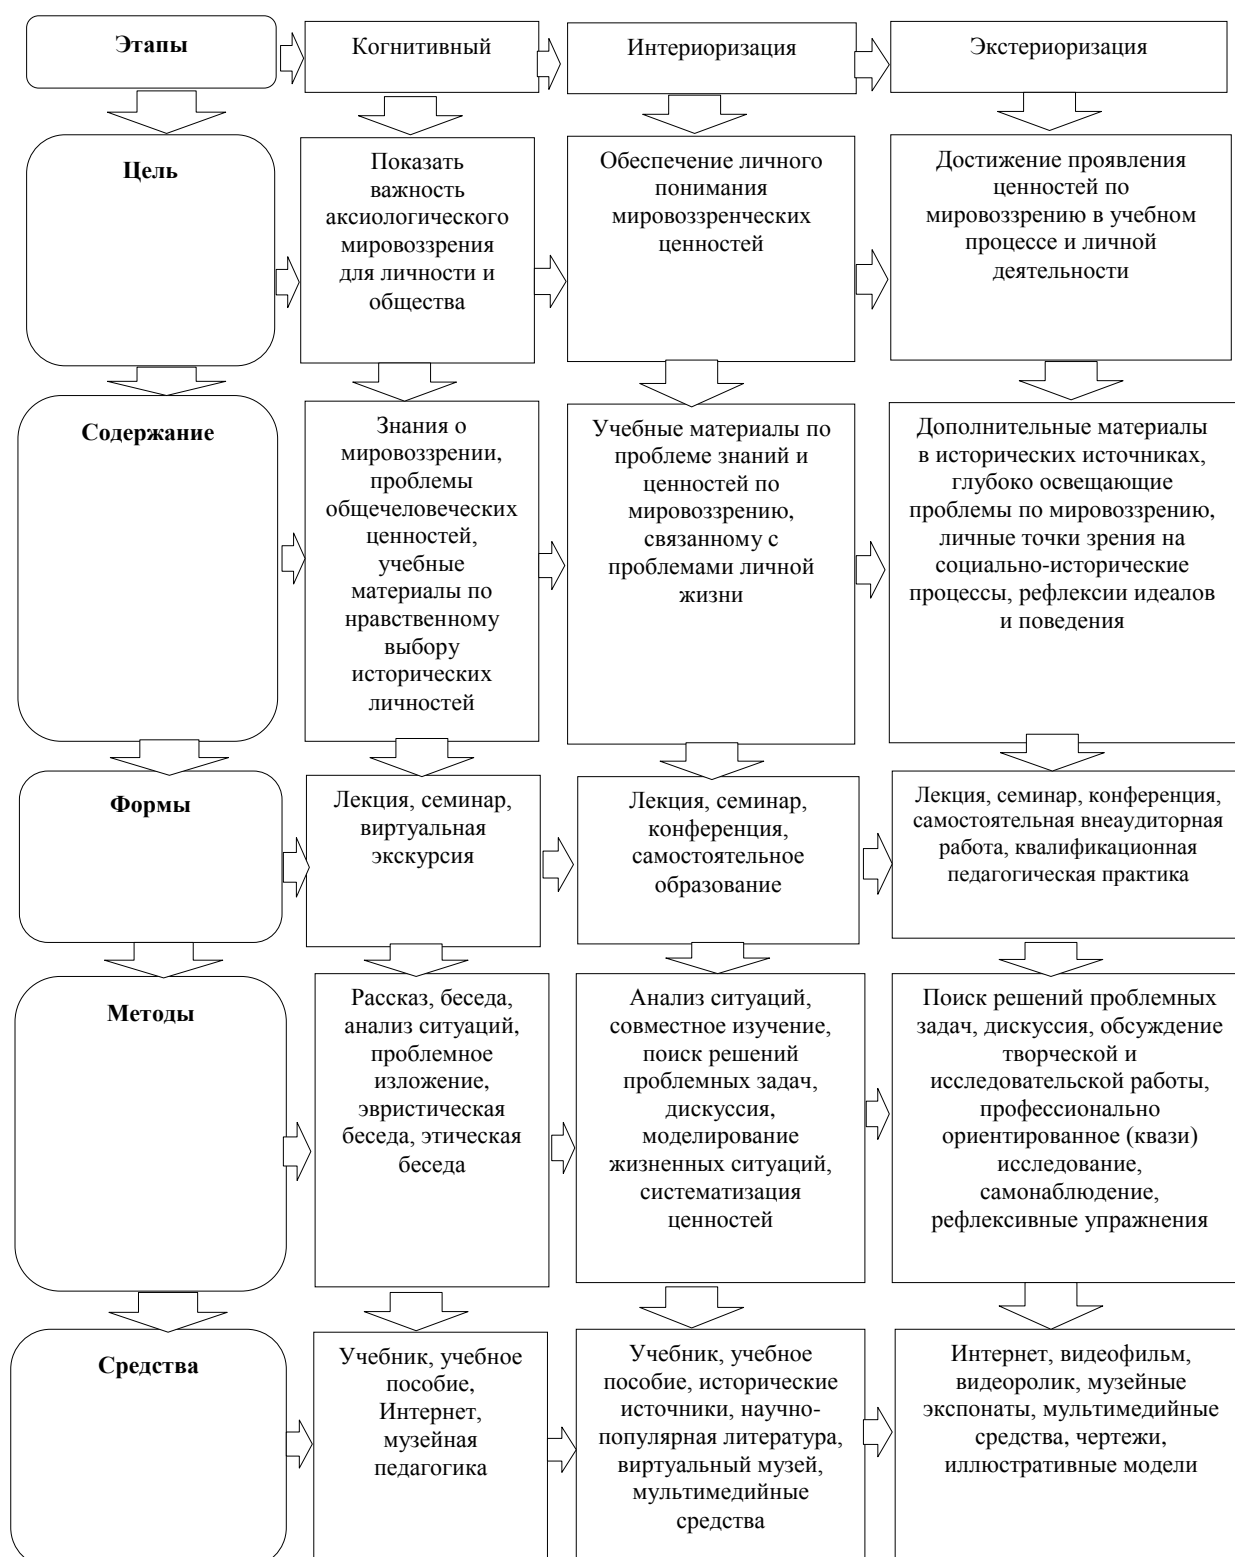 Этапы
Когнитивный
Интериоризация
Экстериоризация
Цель
Показать
важность
аксиологического
мировоззрения
для личности и
общества
Обеспечение личного
понимания
мировоззренческих
ценностей
Достижение проявления
ценностей по
мировоззрению в учебном
процессе и личной
деятельности
Содержание
Знания о
мировоззрении,
проблемы
общечеловеческих
ценностей,
учебные
материалы по
нравственному
выбору
исторических
личностей
Учебные материалы по
проблеме знаний и
ценностей по
мировоззрению,
связанному с
проблемами личной
жизни
Дополнительные материалы
в исторических источниках,
глубоко освещающие
проблемы по мировоззрению,
личные точки зрения на
социально-исторические
процессы, рефлексии идеалов
и поведения
Формы
Лекция, семинар,
виртуальная
экскурсия
Лекция, семинар,
конференция,
самостоятельное
образование
Лекция, семинар, конференция,
самостоятельная внеаудиторная
работа, квалификационная
педагогическая практика
Методы
Рассказ, беседа,
анализ ситуаций,
проблемное
изложение,
эвристическая
беседа, этическая
беседа
Анализ ситуаций,
совместное изучение,
поиск решений
проблемных задач,
дискуссия,
моделирование
жизненных ситуаций,
систематизация
ценностей
Поиск решений проблемных
задач, дискуссия, обсуждение
творческой и
исследовательской работы,
профессионально
ориентированное (квази)
исследование,
самонаблюдение,
рефлексивные упражнения
Средства
Учебник, учебное
пособие,
Интернет,
музейная
педагогика
Учебник, учебное
пособие, исторические
источники, научно-
популярная литература,
виртуальный музей,
мультимедийные
средства
Интернет, видеофильм,
видеоролик, музейные
экспонаты, мультимедийные
средства, чертежи,
иллюстративные модели